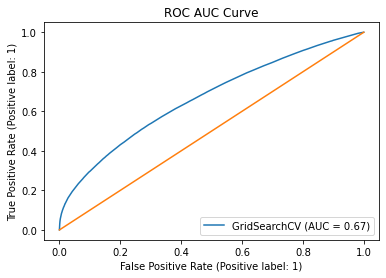 ROC AUC Curve
True Positive Rate (Positive label: 1)
1.0
0.8
0.6
0.4
0.2
0.0
GridSearchCV (AUC = 0.67)
0.0 0.2 0.4 0.6 0.8 1.0
False Positive Rate (Positive label: 1)